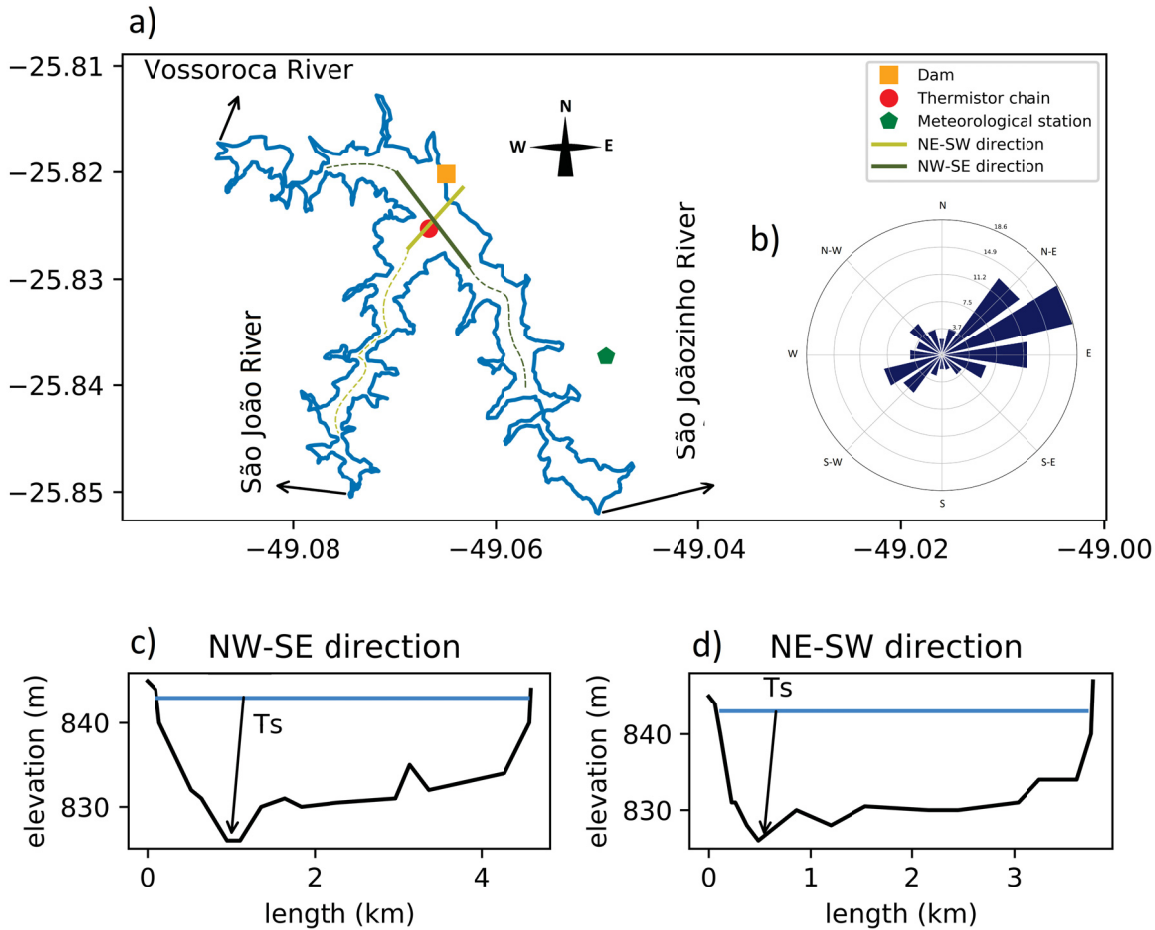 a)
Vossoroca River
−25.81
−25.82
−25.83
−25.84
−25.85
N
W
E
Dam
Thermistor chain
Meteorological station
NE-SW direction
NW-SE direction
São João River
São Joãozinho River
b)
N
N-E
E
S-E
S
S-W
W
N-W
3.7
7.5
11.2
14.9
18.6
−49.08
−49.06
−49.04
−49.02
−49.00
c)
NW-SE direction
elevation (m)
840
830
Ts
0
2
4
length (km)
d)
NE-SW direction
elevation (m)
840
830
Ts
0
1
2
3
length (km)